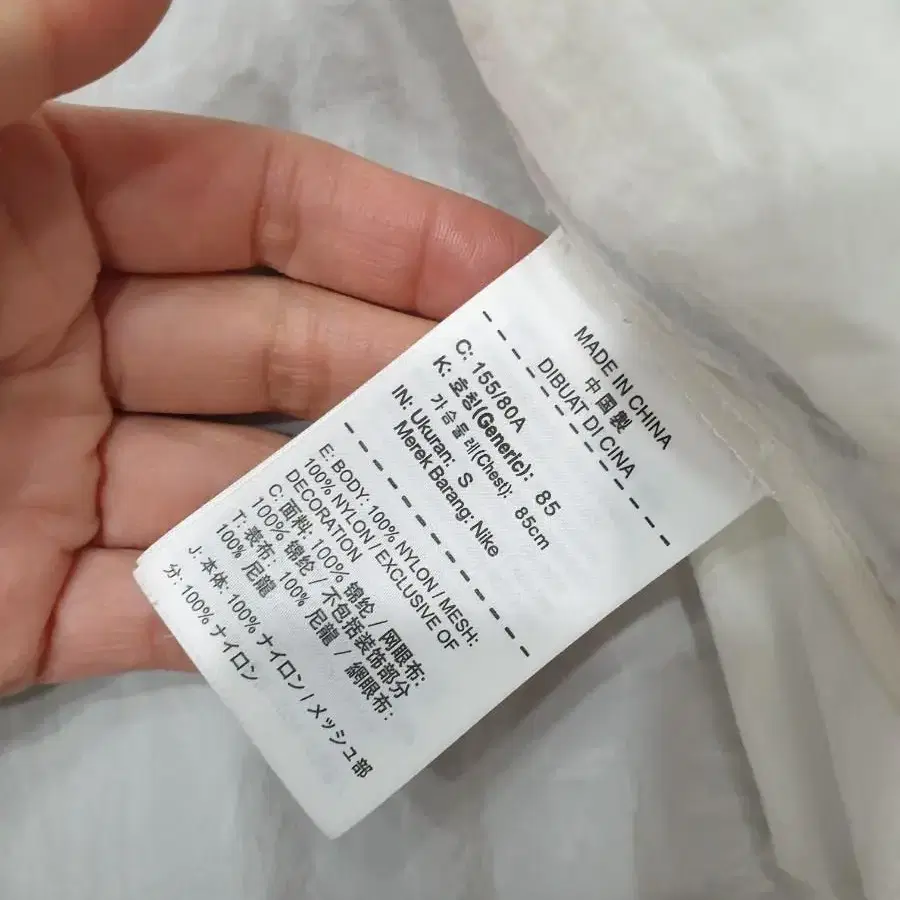 MADE IN CHINA
中国製
DIBUAT DI CINA
C: 155/80A
K: 호칭(Generic): 85
가슴둘레(Chest): 85cm
IN: Ukuran: S
Merek Barang: Nike
E: BODY: 100% NYLON / MESH:
100% NYLON / EXCLUSIVE OF
DECORATION
C: 面料: 100% 锦纶 / 网眼布:
100% 锦纶 / 不包括装饰部分
T: 表布: 100% 尼龍 / 網眼布:
100% 尼龍
J: 本体: 100% ナイロン / メッシュ部
分: 100% ナイロン